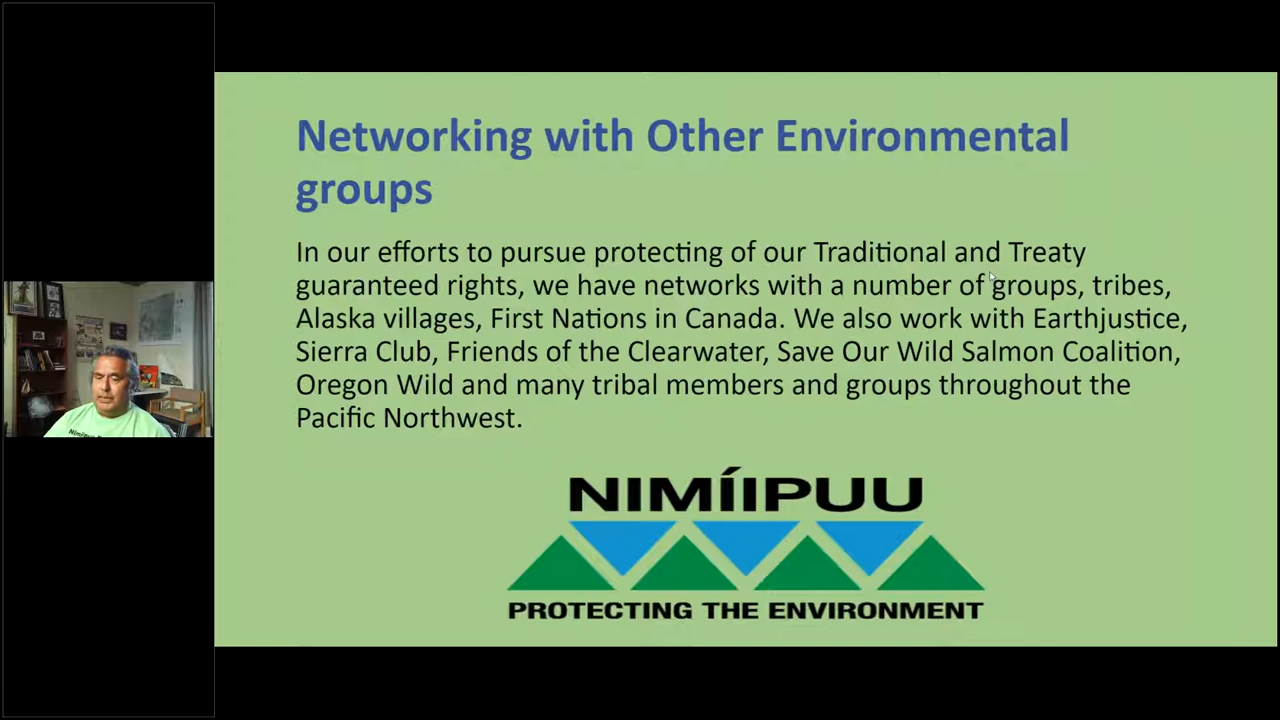 Networking with Other Environmental
groups
In our efforts to pursue protecting of our Traditional and Treaty
guaranteed rights, we have networks with a number of groups, tribes,
Alaska villages, First Nations in Canada. We also work with Earthjustice,
Sierra Club, Friends of the Clearwater, Save Our Wild Salmon Coalition,
Oregon Wild and many tribal members and groups throughout the
Pacific Northwest.
NIMÍIPUU
PROTECTING THE ENVIRONMENT
Nimiipuu